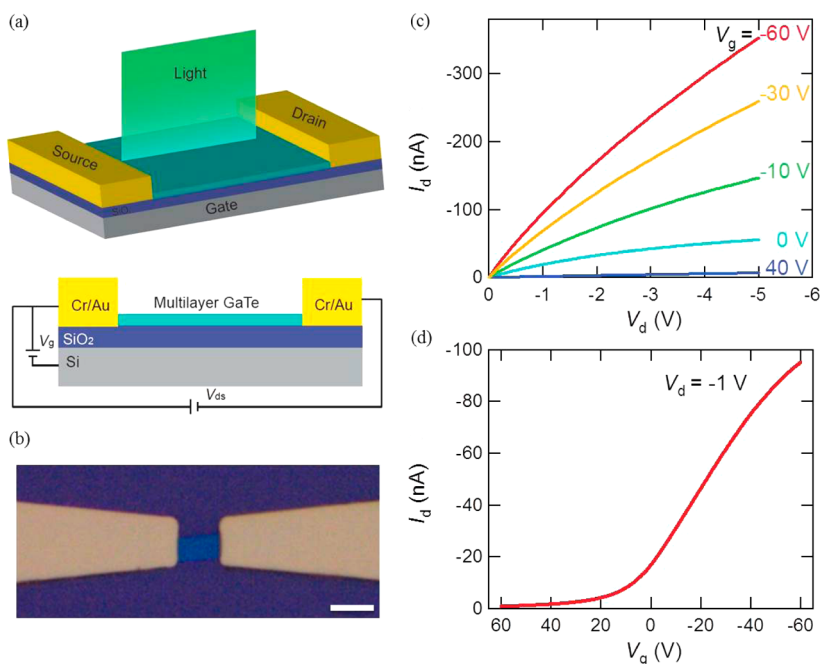 (a)
Light
Source
Drain
Gate
Cr/Au
Multilayer GaTe
Cr/Au
SiO₂
Vg
Si
Vds
(b)
(c)
Vg = -60 V
-30 V
-10 V
0 V
40 V
-300
-200
-100
0
Id (nA)
0 -1 -2 -3 -4 -5 -6
Vd (V)
(d)
Vd = -1 V
-100
-80
-60
-40
-20
0
Id (nA)
60 40 20 0 -20 -40 -60
Vg (V)